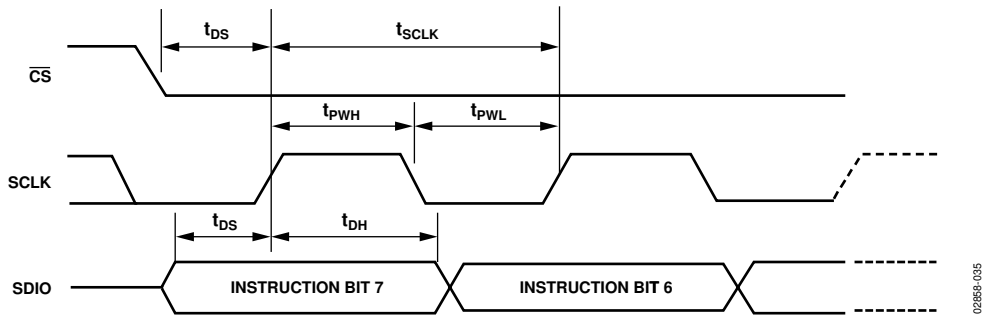 tDS tSCLK
CS
tPWH tPWL
SCLK
tDS tDH
SDIO INSTRUCTION BIT 7 INSTRUCTION BIT 6
02858-035